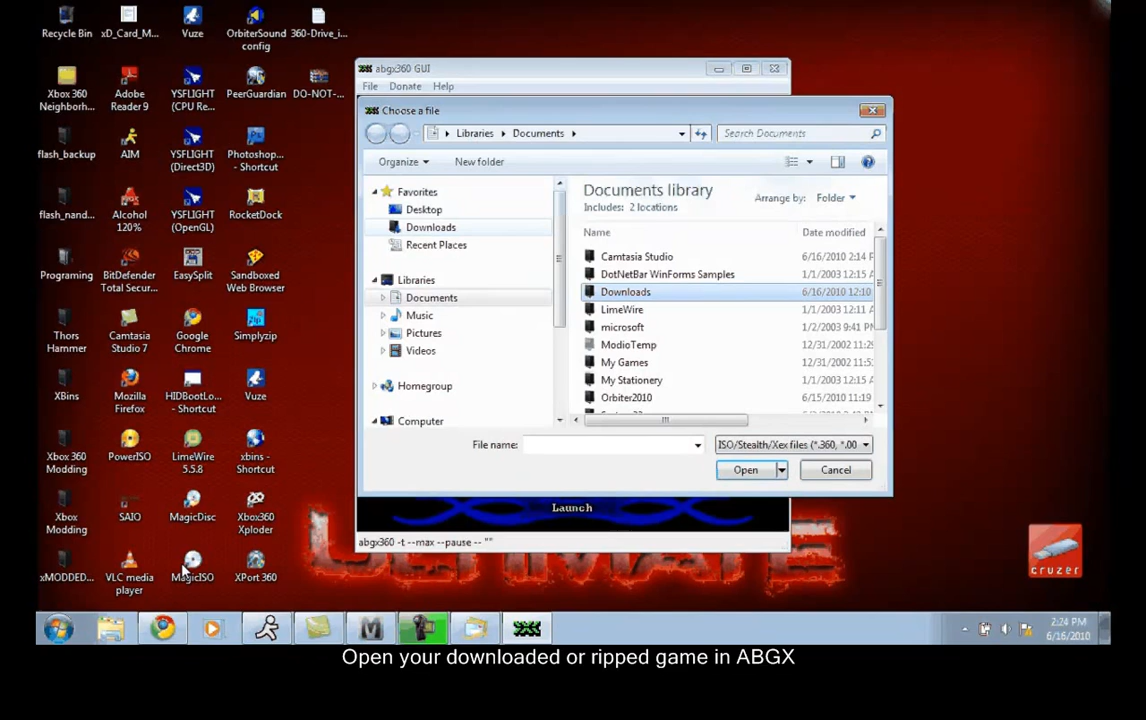 Recycle Bin
xD_Card_M...
Vuze
OrbiterSound
config
360-Drive_i...
Xbox 360
Neighborh...
Adobe
Reader 9
YSFLIGHT
(CPU Re...
PeerGuardian
DO-NOT-...
flash_backup
AIM
YSFLIGHT
(Direct3D)
Photoshop...
- Shortcut
flash_nand...
Alcohol
120%
YSFLIGHT
(OpenGL)
RocketDock
Programing
BitDefender
Total Secur...
EasySplit
Sandboxed
Web Browser
Thors
Hammer
Camtasia
Studio 7
Google
Chrome
Simplyzip
XBins
Mozilla
Firefox
HIDBootLo...
- Shortcut
Vuze
Xbox 360
Modding
PowerISO
LimeWire
5.5.8
xbins -
Shortcut
Xbox
Modding
SAIO
MagicDisc
Xbox360
Xploder
xMODDED...
VLC media
player
MagicISO
XPort 360
abgx360 GUI
File Donate Help
Choose a file
Libraries Documents
Search Documents
Organize New folder
Favorites
Desktop
Downloads
Recent Places
Libraries
Documents
Music
Pictures
Videos
Homegroup
Computer
Documents library
Includes: 2 locations
Arrange by: Folder
Name Date modified
Camtasia Studio 6/16/2010 2:14 P
DotNetBar WinForms Samples 1/1/2003 12:15 A
Downloads 6/16/2010 12:10
LimeWire 1/1/2003 12:11 A
microsoft 1/2/2003 9:41 P
ModioTemp 12/31/2002 11:29
My Games 12/31/2002 11:5
My Stationery 1/1/2003 12:15 A
Orbiter2010 6/15/2010 11:19
File name:
ISO/Stealth/Xex files (*.360, *.00
Open Cancel
Launch
abgx360 -t --max --pause -- ""
ULTIMATE
cruzer
2:24 PM
6/16/2010
Open your downloaded or ripped game in ABGX